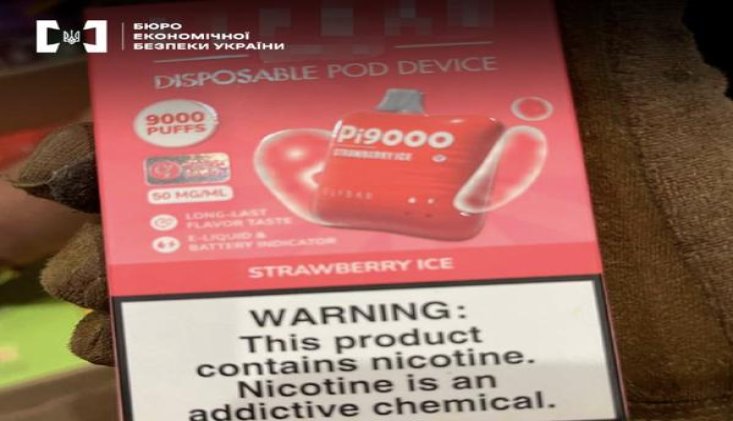 БЮРО
ЕКОНОМІЧНОЇ
БЕЗПЕКИ УКРАЇНИ
DISPOSABLE POD DEVICE
9000
PUFFS
50 MG/ML
LONG-LAST
FLAVOR TASTE
E-LIQUID &
BATTERY INDICATOR
Pi9000
STRAWBERRY ICE
ELFBAR
STRAWBERRY ICE
WARNING:
This product
contains nicotine.
Nicotine is an
addictive chemical.